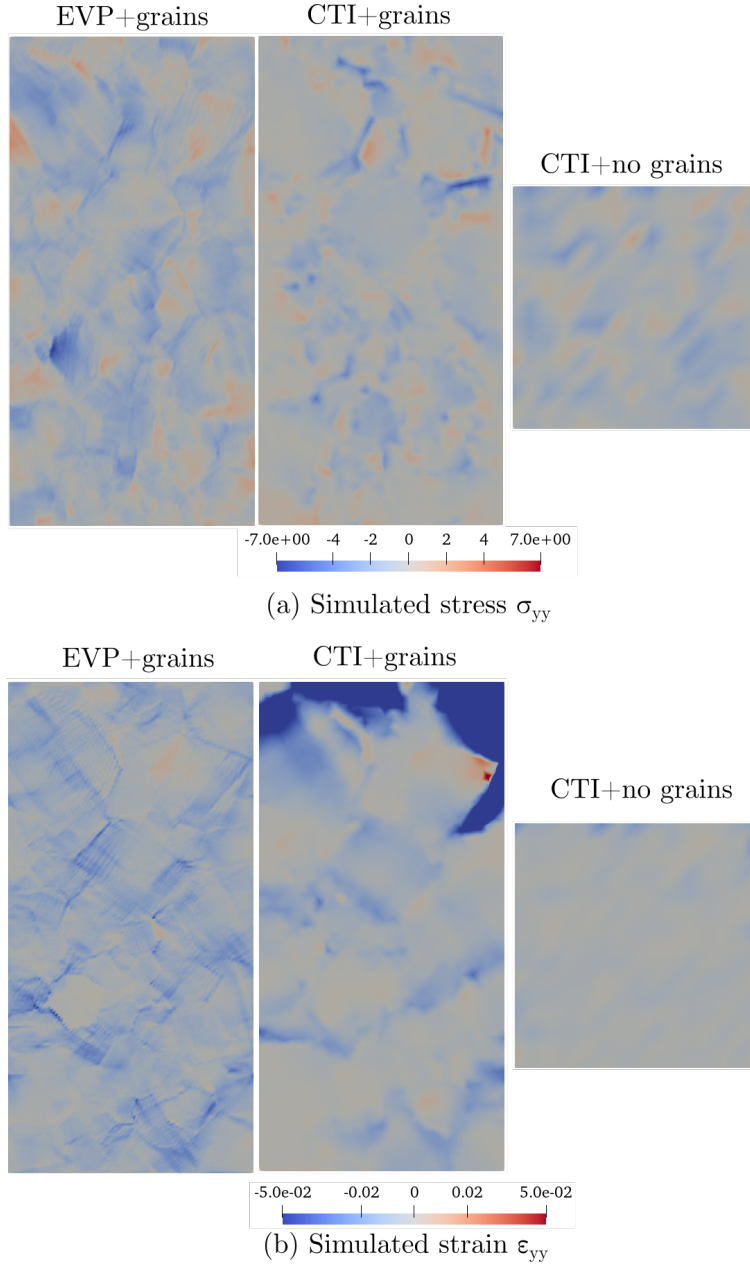 EVP+grains
CTI+grains
CTI+no grains
-7.0e+00 -4 -2 0 2 4 7.0e+00
(a) Simulated stress σyy
EVP+grains
CTI+grains
CTI+no grains
-5.0e-02 -0.02 0 0.02 5.0e-02
(b) Simulated strain εyy